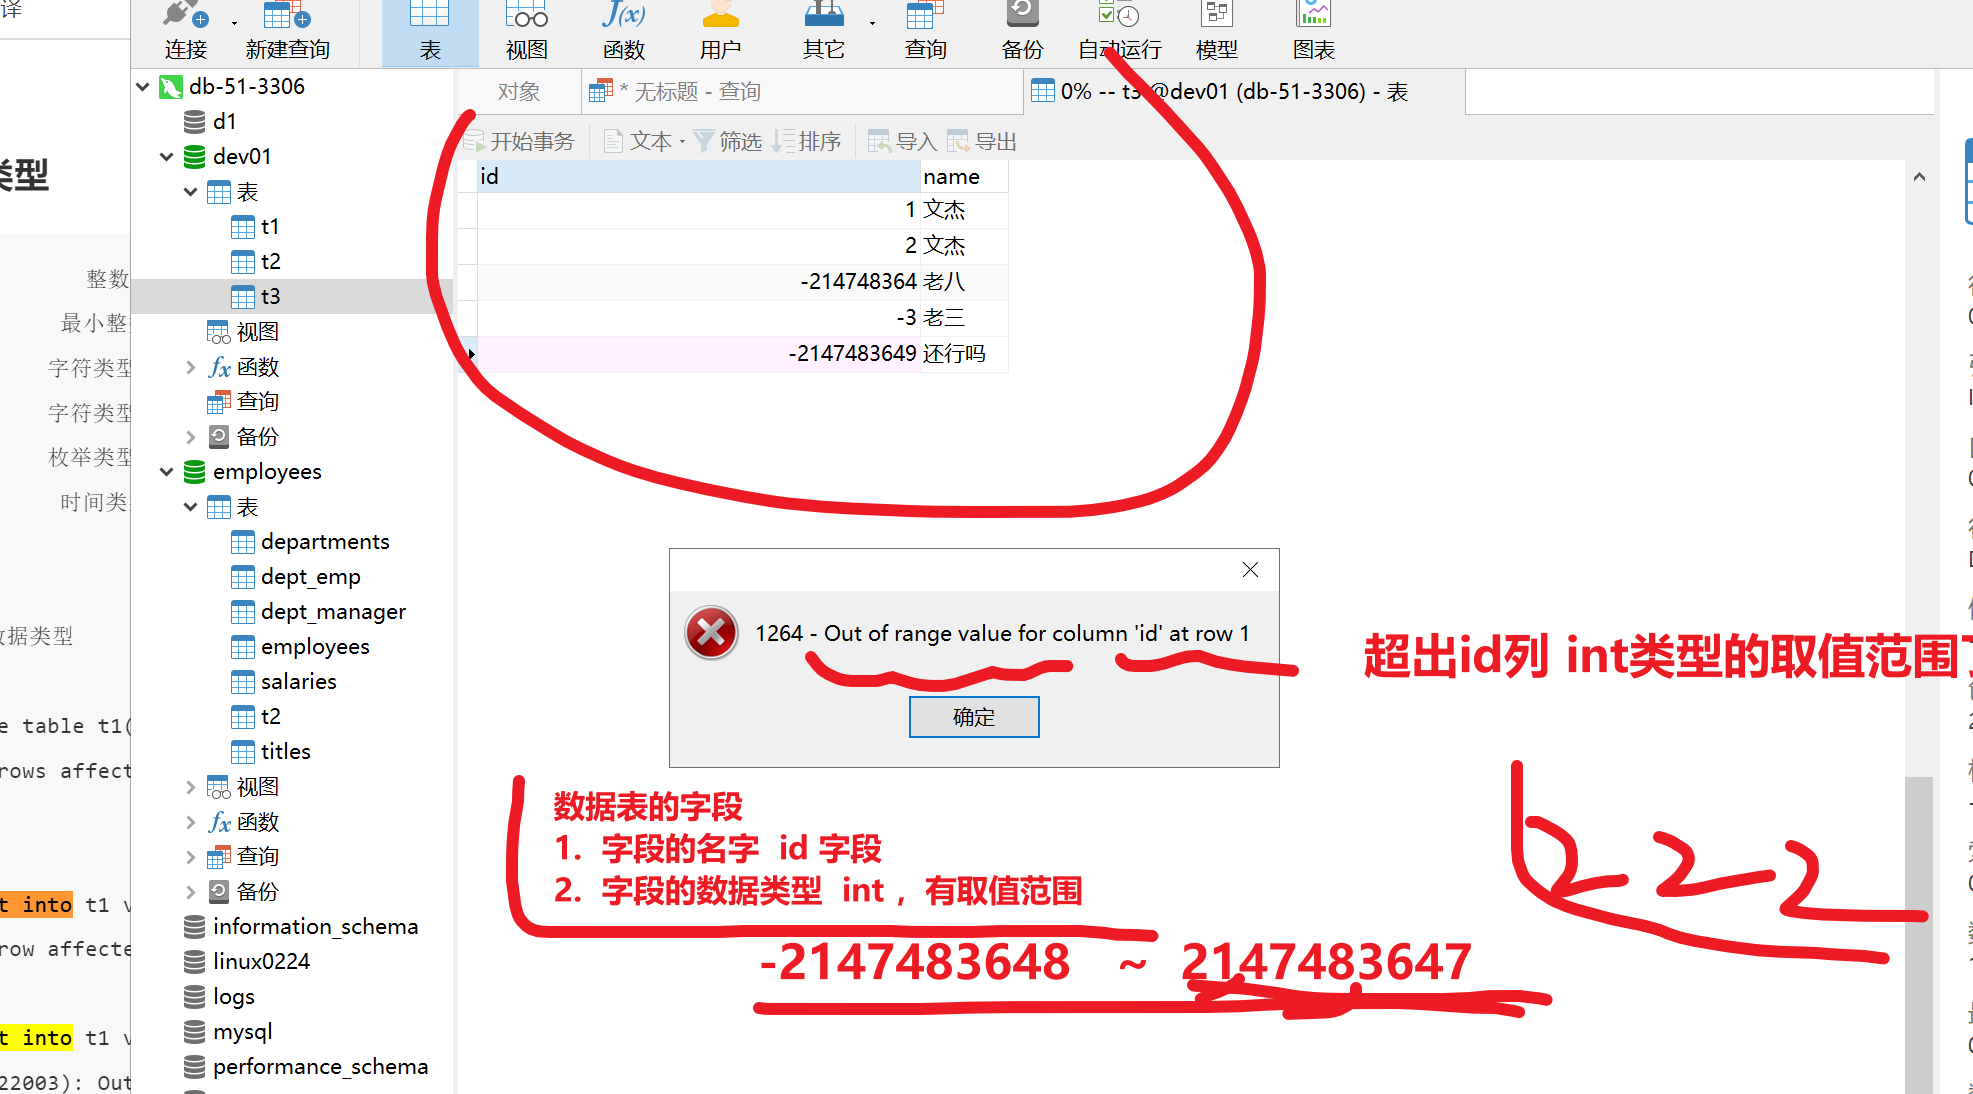 译
连接 新建查询 表 视图 函数 用户 其它 查询 备份 自动运行 模型 图表
对象 * 无标题 - 查询 0% -- t3 @dev01 (db-51-3306) - 表
开始事务 文本 筛选 排序 导入 导出
db-51-3306
d1
dev01
表
t1
t2
t3
视图
函数
查询
备份
employees
表
departments
dept_emp
dept_manager
employees
salaries
t2
titles
视图
函数
查询
备份
information_schema
linux0224
logs
mysql
performance_schema
id name
1 文杰
2 文杰
-214748364 老八
-3 老三
-2147483649 还行吗
1264 - Out of range value for column 'id' at row 1
确定
超出id列 int类型的取值范围了
数据表的字段
1. 字段的名字 id 字段
2. 字段的数据类型 int ，有取值范围
-2147483648 ~ 2147483647
2 2 2
类型
整数
最小整
字符类型
字符类型
枚举类型
时间类
据类型
e table t1(
rows affect
t into t1 v
row affecte
t into t1 v
22003): Out